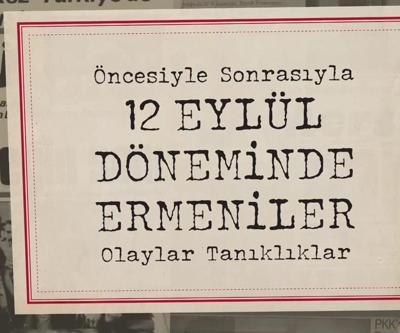 Öncesiyle Sonrasıyla
12 EYLÜL
DÖNEMİNDE
ERMENİLER
Olaylar Tanıklıklar
PKK